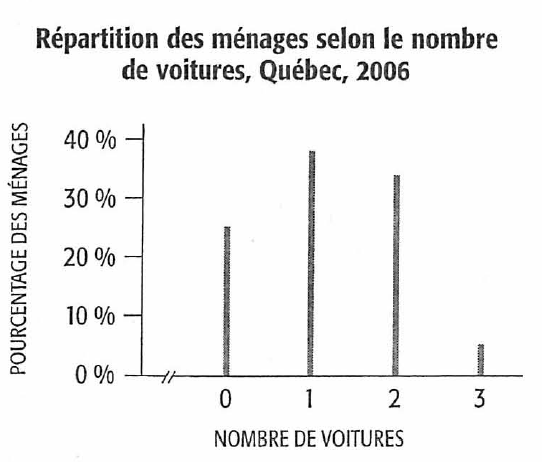 Répartition des ménages selon le nombre
de voitures, Québec, 2006
POURCENTAGE DES MÉNAGES
40 %
30 %
20 %
10 %
0 %
0 1 2 3
NOMBRE DE VOITURES